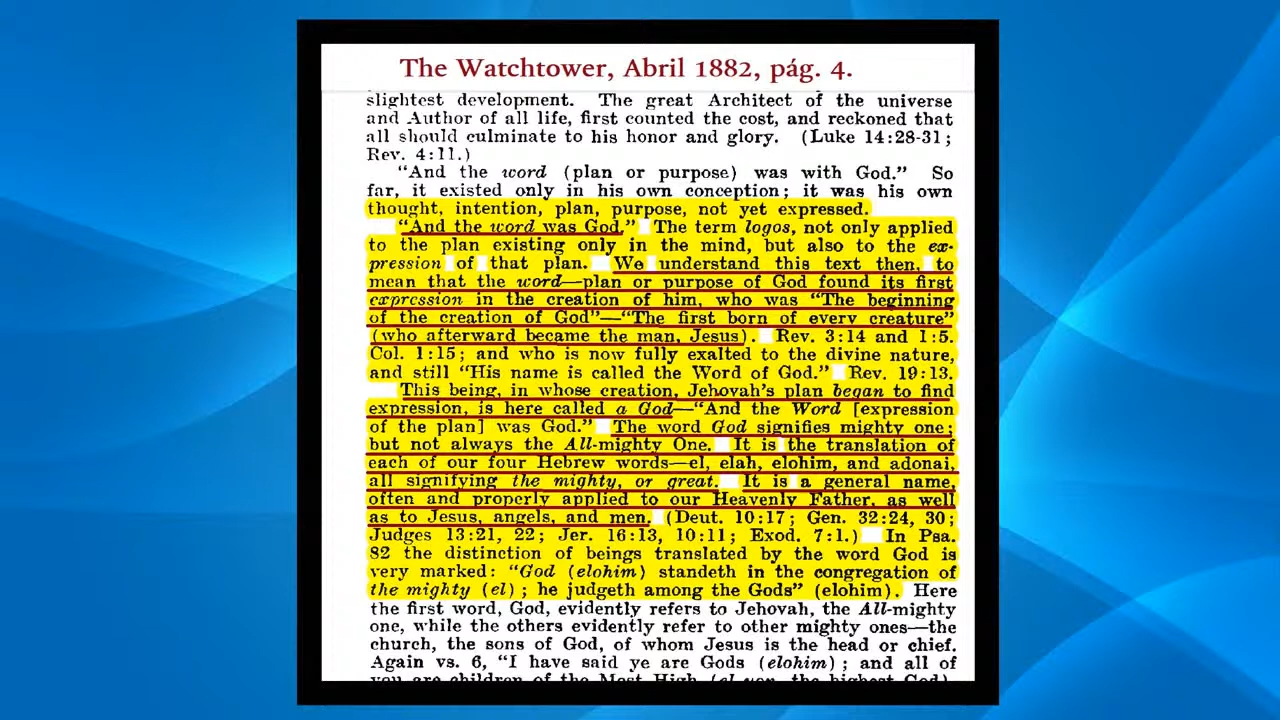 The Watchtower, Abril 1882, pág. 4.
slightest development. The great Architect of the universe
and Author of all life, first counted the cost, and reckoned that
all should culminate to his honor and glory. (Luke 14:28-31;
Rev. 4:11.)
"And the word (plan or purpose) was with God." So
far, it existed only in his own conception; it was his own
thought, intention, plan, purpose, not yet expressed.
"And the word was God." The term logos, not only applied
to the plan existing only in the mind, but also to the ex-
pression of that plan. We understand this text then, to
mean that the word—plan or purpose of God found its first
expression in the creation of him, who was "The beginning
of the creation of God"—"The first born of every creature"
(who afterward became the man, Jesus). Rev. 3:14 and 1:5.
Col. 1:15; and who is now fully exalted to the divine nature,
and still "His name is called the Word of God." Rev. 19:13.
This being, in whose creation, Jehovah's plan began to find
expression, is here called a God—"And the Word [expression
of the plan] was God." The word God signifies mighty one;
but not always the All-mighty One. It is the translation of
each of our four Hebrew words—el, elah, elohim, and adonai,
all signifying the mighty, or great. It is a general name,
often and properly applied to our Heavenly Father, as well
as to Jesus, angels, and men. (Deut. 10:17; Gen. 32:24, 30;
Judges 13:21, 22; Jer. 16:13, 10:11; Exod. 7:1.) In Psa.
82 the distinction of beings translated by the word God is
very marked: "God (elohim) standeth in the congregation of
the mighty (el); he judgeth among the Gods" (elohim). Here
the first word, God, evidently refers to Jehovah, the All-mighty
one, while the others evidently refer to other mighty ones—the
church, the sons of God, of whom Jesus is the head or chief.
Again vs. 6, "I have said ye are Gods (elohim); and all of
you are children of the Most High (el yon, the highest God)